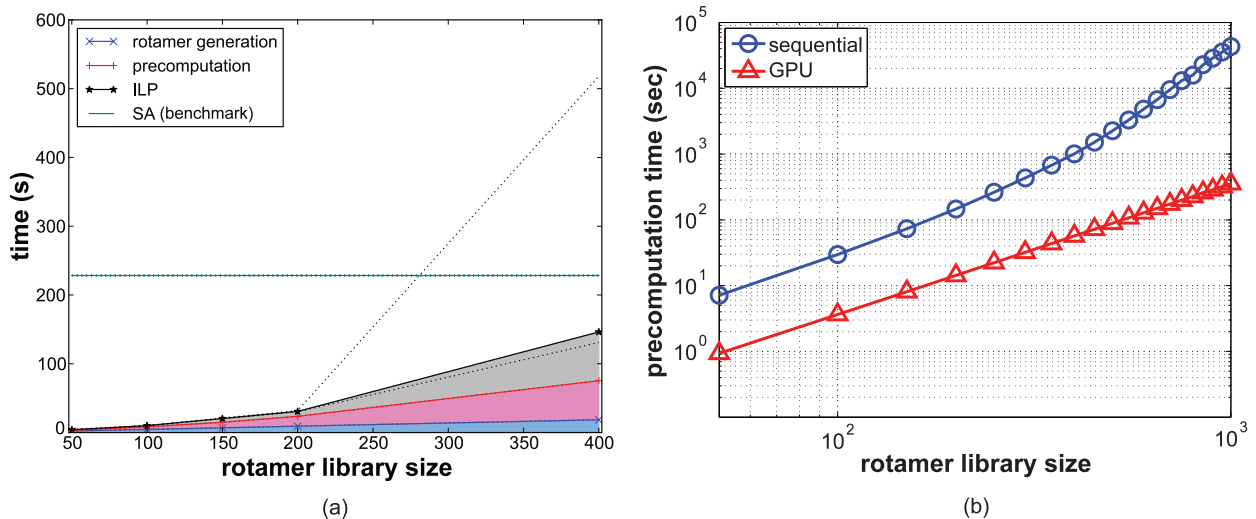 600
500
400
300
200
100
0
50
100
150
200
250
300
350
400
time (s)
rotamer library size
rotamer generation
precomputation
ILP
SA (benchmark)
(a)
10^5
10^4
10^3
10^2
10^1
10^0
10^2
10^3
precomputation time (sec)
rotamer library size
sequential
GPU
(b)